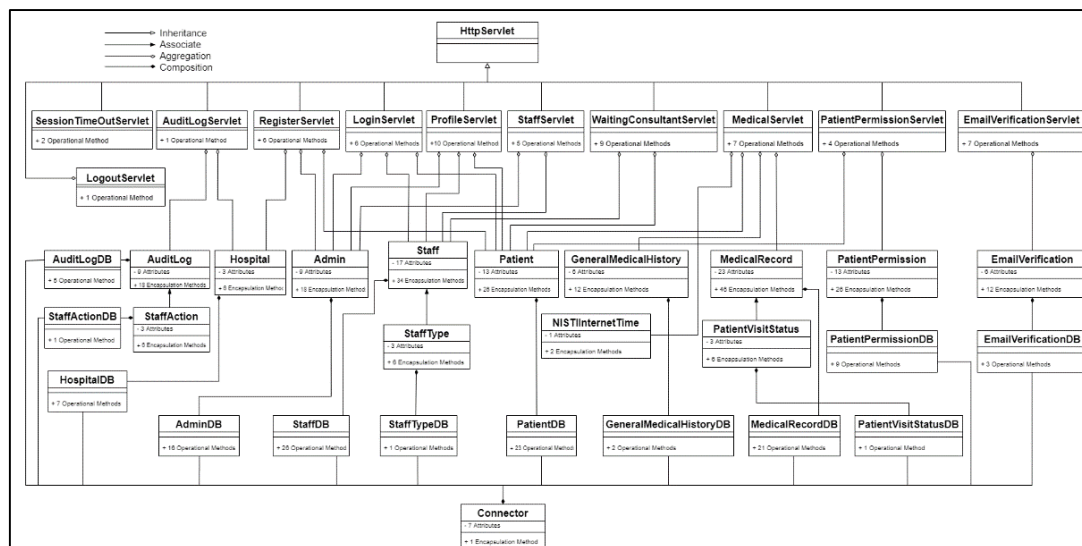 Inheritance
Associate
Aggregation
Composition
HttpServlet
SessionTimeOutServlet
+ 2 Operational Method
AuditLogServlet
+ 1 Operational Method
RegisterServlet
+ 6 Operational Methods
LoginServlet
+ 6 Operational Methods
ProfileServlet
+10 Operational Methods
StaffServlet
+ 5 Operational Methods
WaitingConsultantServlet
+ 9 Operational Methods
MedicalServlet
+ 7 Operational Methods
PatientPermissionServlet
+ 4 Operational Methods
EmailVerificationServlet
+ 7 Operational Methods
LogoutServlet
+ 1 Operational Method
AuditLogDB
+ 5 Operational Method
AuditLog
- 9 Attributes
+ 18 Encapsulation Methods
Hospital
- 3 Attributes
+ 6 Encapsulation Methods
Admin
- 9 Attributes
+ 18 Encapsulation Methods
Staff
- 17 Attributes
+ 34 Encapsulation Methods
Patient
- 13 Attributes
+ 26 Encapsulation Methods
GeneralMedicalHistory
- 6 Attributes
+ 12 Encapsulation Methods
MedicalRecord
- 23 Attributes
+ 46 Encapsulation Methods
PatientPermission
- 13 Attributes
+ 26 Encapsulation Methods
EmailVerification
- 6 Attributes
+ 12 Encapsulation Methods
StaffActionDB
+ 1 Operational Method
StaffAction
- 3 Attributes
+ 6 Encapsulation Methods
StaffType
- 3 Attributes
+ 6 Encapsulation Methods
NISTIInternetTime
- 1 Attributes
+ 2 Encapsulation Methods
PatientVisitStatus
- 3 Attributes
+ 6 Encapsulation Methods
PatientPermissionDB
+ 9 Operational Methods
EmailVerificationDB
+ 3 Operational Methods
HospitalDB
+ 7 Operational Methods
AdminDB
+ 16 Operational Methods
StaffDB
+ 26 Operational Methods
StaffTypeDB
+ 1 Operational Methods
PatientDB
+ 23 Operational Methods
GeneralMedicalHistoryDB
+ 2 Operational Methods
MedicalRecordDB
+ 21 Operational Methods
PatientVisitStatusDB
+ 1 Operational Method
Connector
- 7 Attributes
+ 1 Encapsulation Method